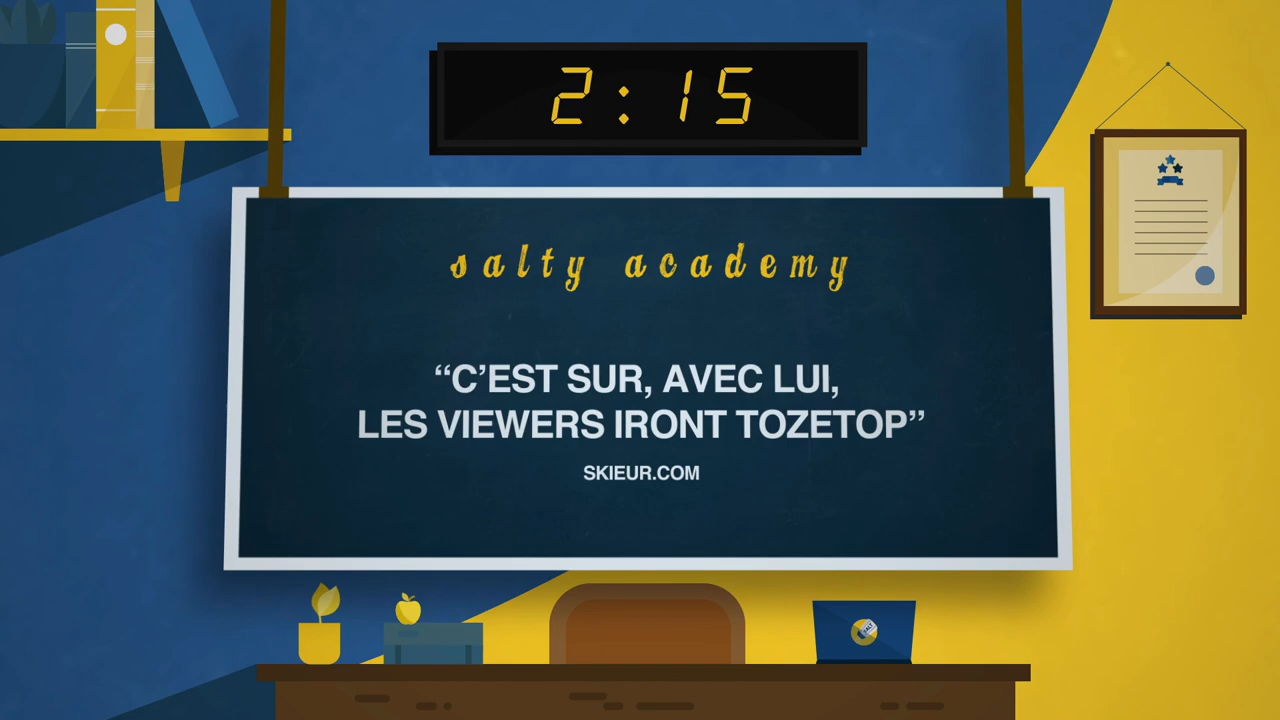 2:15
salty academy
“C’EST SUR, AVEC LUI,
LES VIEWERS IRONT TOZETOP”
SKIEUR.COM